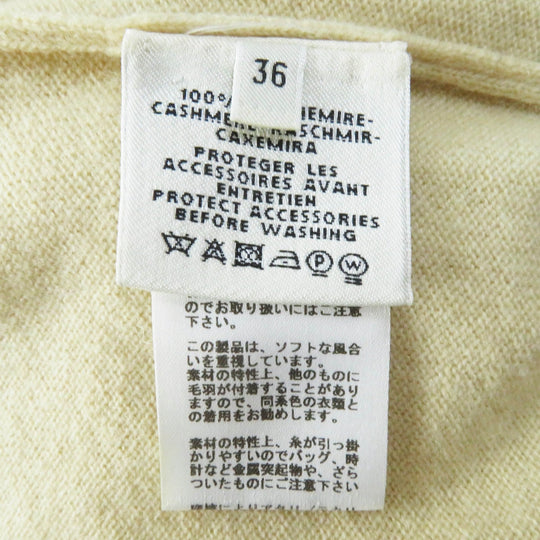 36
100%
CASHMERE
CAXEMIRA
PROTEGER LES
ACCESSOIRES AVANT
ENTRETIEN
PROTECT ACCESSORIES
BEFORE WASHING
P W
のでお取り扱いにはご注意
下さい。
この製品は、ソフトな風合
いを重視しています。
素材の特性上、他のものに
毛羽が付着することがあり
ますので、同系色の衣類と
の着用をお勧めします。
素材の特性上、糸が引っ掛
かりやすいのでバッグ、時
計など金属突起物や、ざら
ついたものにご注意下さい